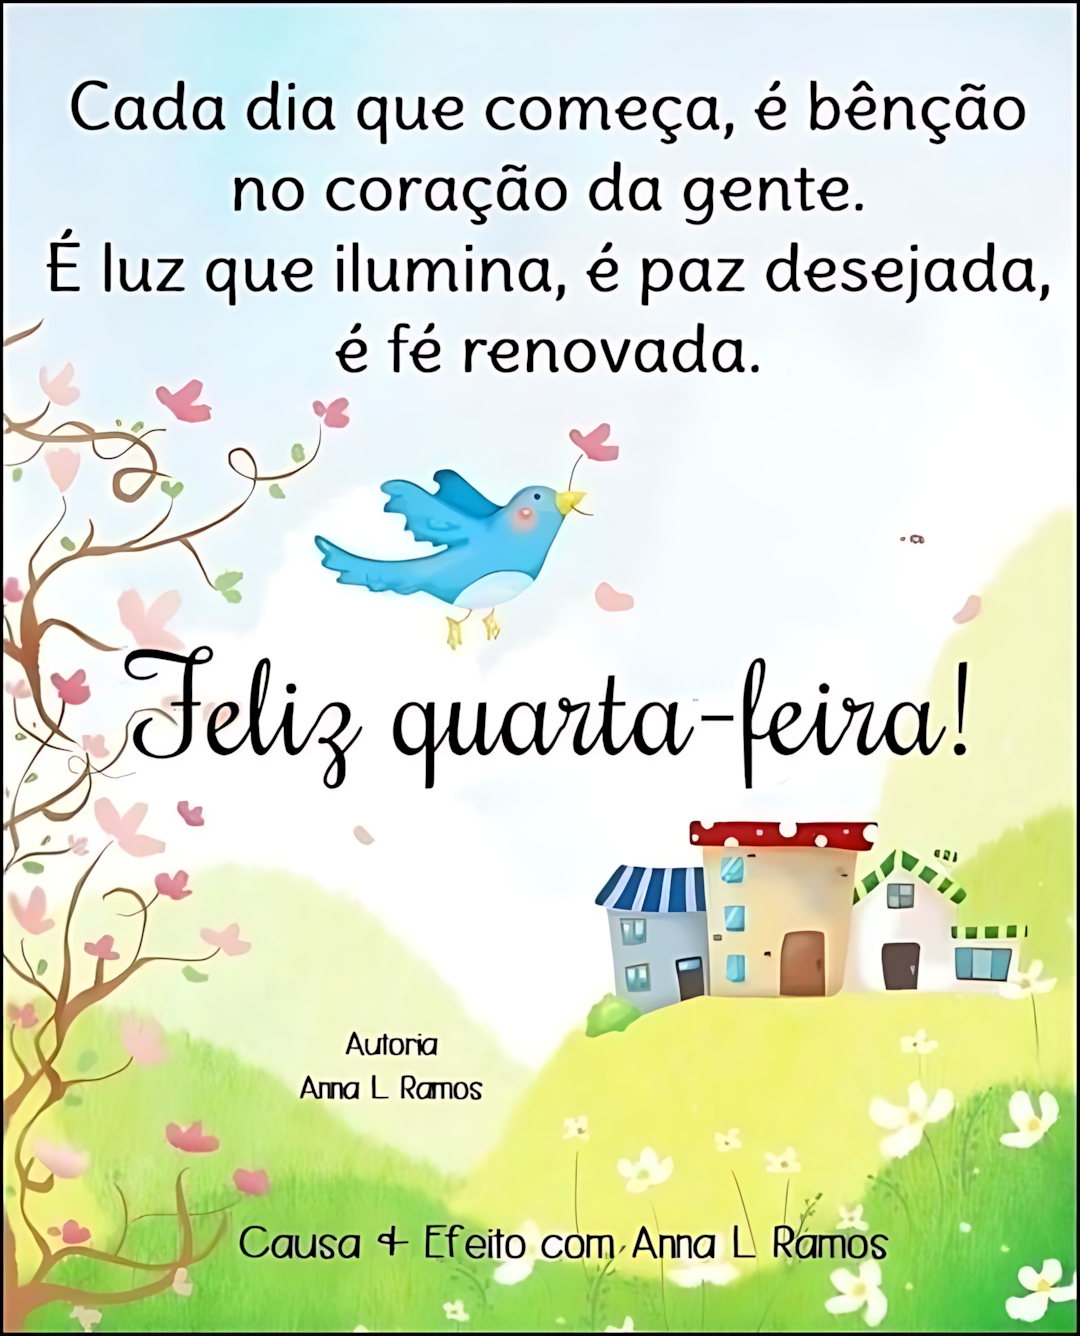 Cada dia que começa, é bênção
no coração da gente.
É luz que ilumina, é paz desejada,
é fé renovada.
Feliz quarta-feira!
Autoria
Anna L Ramos
Causa + Efeito com Anna L Ramos